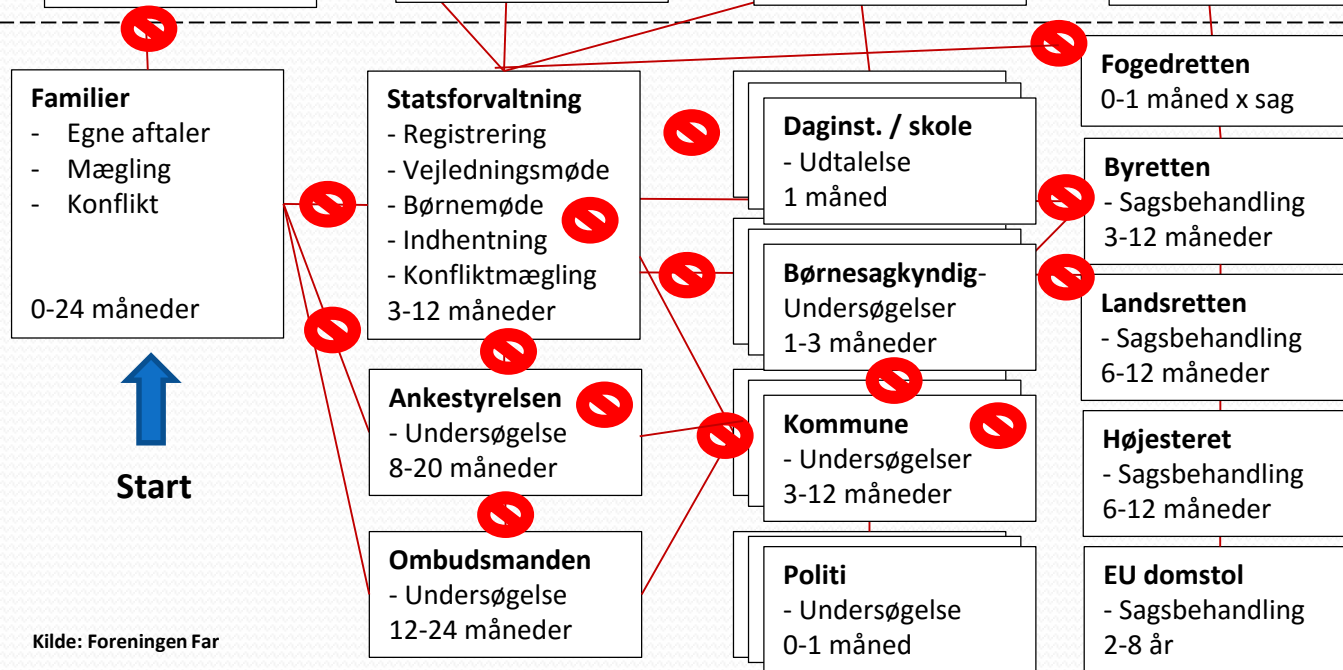 Familier
- Egne aftaler
- Mægling
- Konflikt
0-24 måneder
Start
Kilde: Foreningen Far
Statsforvaltning
- Registrering
- Vejledningsmøde
- Børnemøde
- Indhentning
- Konfliktmægling
3-12 måneder
Ankestyrelsen
- Undersøgelse
8-20 måneder
Ombudsmanden
- Undersøgelse
12-24 måneder
Daginst. / skole
- Udtalelse
1 måned
Børnesagkyndig-
Undersøgelser
1-3 måneder
Kommune
- Undersøgelser
3-12 måneder
Politi
- Undersøgelse
0-1 måned
Fogedretten
0-1 måned x sag
Byretten
- Sagsbehandling
3-12 måneder
Landsretten
- Sagsbehandling
6-12 måneder
Højesteret
- Sagsbehandling
6-12 måneder
EU domstol
- Sagsbehandling
2-8 år